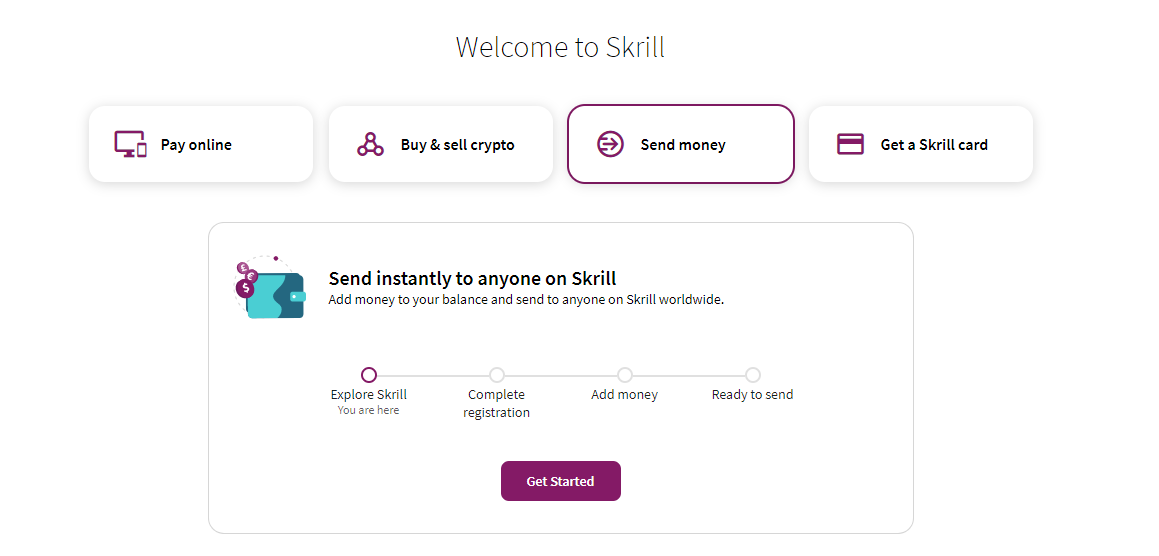 Welcome to Skrill
Pay online
Buy & sell crypto
Send money
Get a Skrill card
£
€
$
Send instantly to anyone on Skrill
Add money to your balance and send to anyone on Skrill worldwide.
Explore Skrill
You are here
Complete
registration
Add money
Ready to send
Get Started